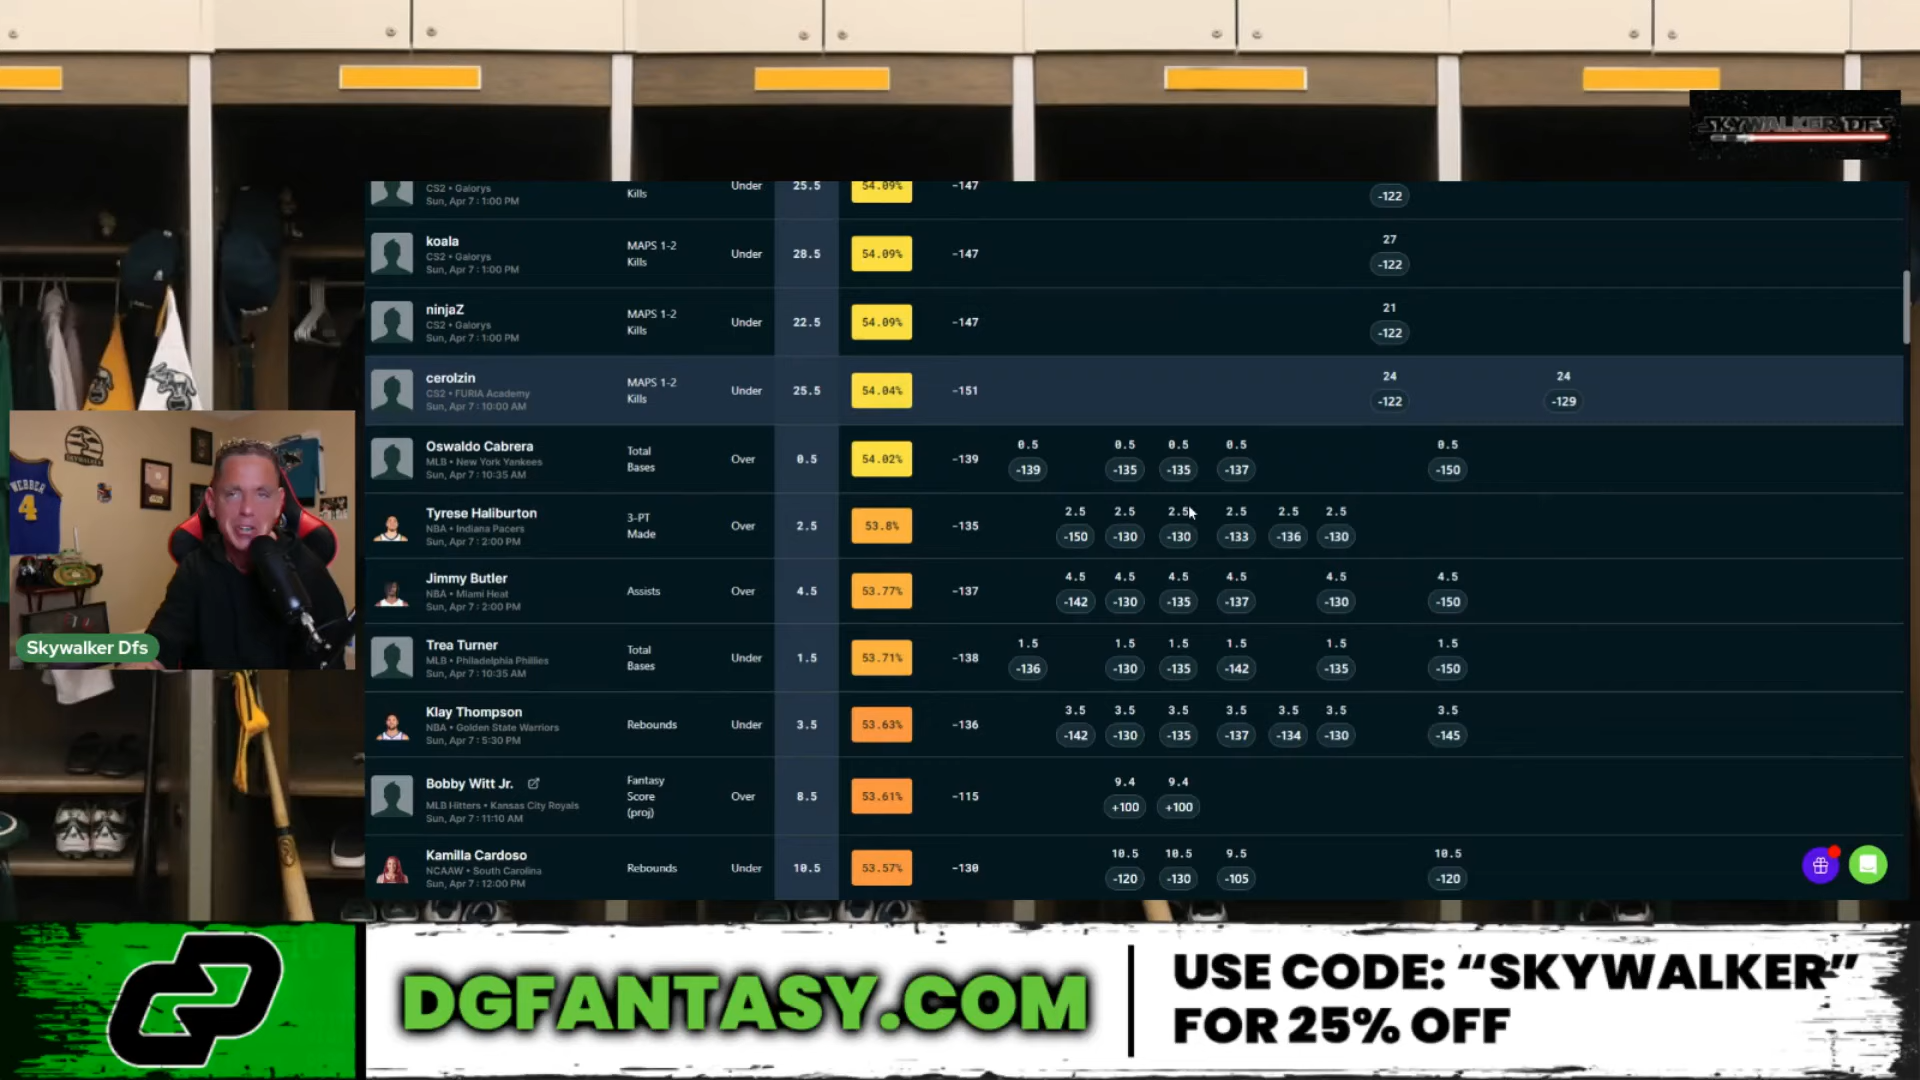 SKYWALKER DFS
CS2 • Galorys
Sun, Apr 7 : 1:00 PM
Kills
Under
25.5
54.09%
-147
-122
koala
CS2 • Galorys
Sun, Apr 7 : 1:00 PM
MAPS 1-2
Kills
Under
28.5
54.09%
-147
27
-122
ninjaZ
CS2 • Galorys
Sun, Apr 7 : 1:00 PM
MAPS 1-2
Kills
Under
22.5
54.09%
-147
21
-122
cerolzin
CS2 • FURIA Academy
Sun, Apr 7 : 10:00 AM
MAPS 1-2
Kills
Under
25.5
54.04%
-151
24
-122
24
-129
Oswaldo Cabrera
MLB • New York Yankees
Sun, Apr 7 : 10:35 AM
Total
Bases
Over
0.5
54.02%
-139
0.5 0.5 0.5 0.5 0.5
-139 -135 -135 -137 -150
Tyrese Haliburton
NBA • Indiana Pacers
Sun, Apr 7 : 2:00 PM
3-PT
Made
Over
2.5
53.8%
-135
2.5 2.5 2.5 2.5 2.5 2.5
-150 -130 -130 -133 -136 -130
Jimmy Butler
NBA • Miami Heat
Sun, Apr 7 : 2:00 PM
Assists
Over
4.5
53.77%
-137
4.5 4.5 4.5 4.5 4.5 4.5
-142 -130 -135 -137 -130 -150
Trea Turner
MLB • Philadelphia Phillies
Sun, Apr 7 : 10:35 AM
Total
Bases
Under
1.5
53.71%
-138
1.5 1.5 1.5 1.5 1.5 1.5
-136 -130 -135 -142 -135 -150
Klay Thompson
NBA • Golden State Warriors
Sun, Apr 7 : 5:30 PM
Rebounds
Under
3.5
53.63%
-136
3.5 3.5 3.5 3.5 3.5 3.5 3.5
-142 -130 -135 -137 -134 -130 -145
Bobby Witt Jr.
MLB Hitters • Kansas City Royals
Sun, Apr 7 : 11:10 AM
Fantasy
Score
(proj)
Over
8.5
53.61%
-115
9.4 9.4
+100 +100
Kamilla Cardoso
NCAAW • South Carolina
Sun, Apr 7 : 12:00 PM
Rebounds
Under
10.5
53.57%
-130
10.5 10.5 9.5 10.5
-120 -130 -105 -120
WEBBER
4
Skywalker Dfs
DGFANTASY.COM
USE CODE: “SKYWALKER”
FOR 25% OFF